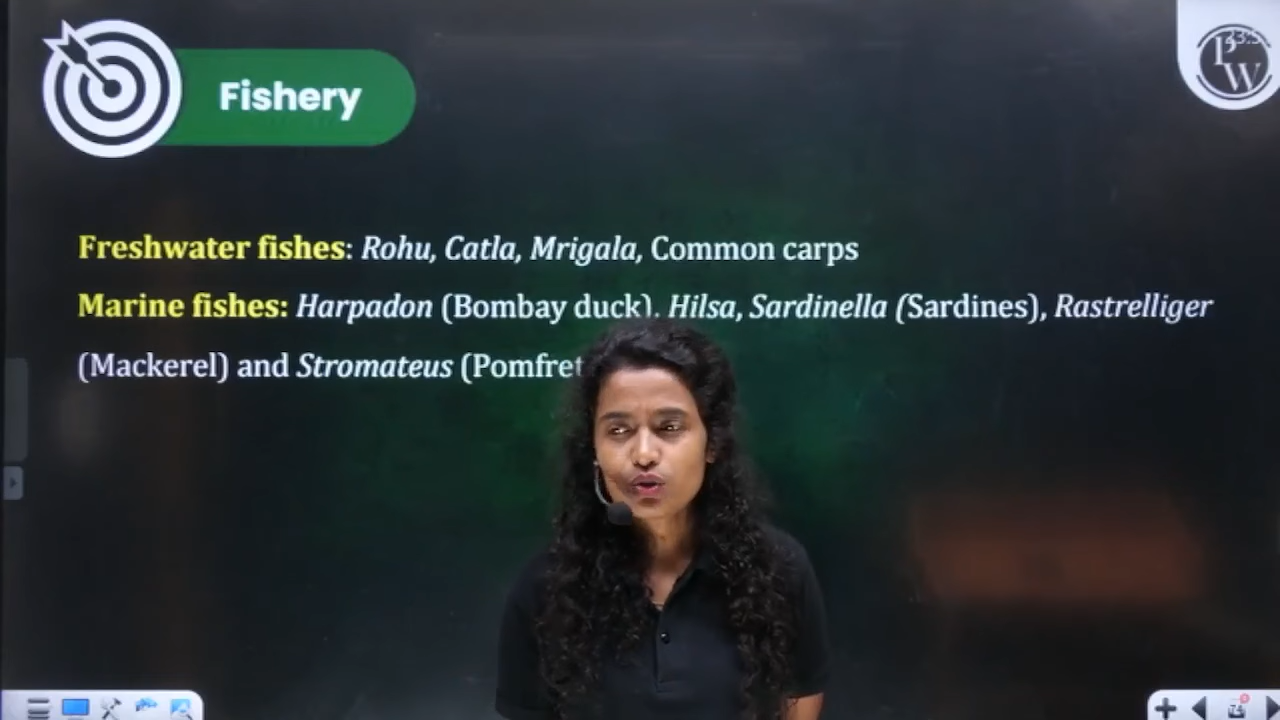 Fishery
PW
Freshwater fishes: Rohu, Catla, Mrigala, Common carps
Marine fishes: Harpadon (Bombay duck), Hilsa, Sardinella (Sardines), Rastrelliger
(Mackerel) and Stromateus (Pomfret